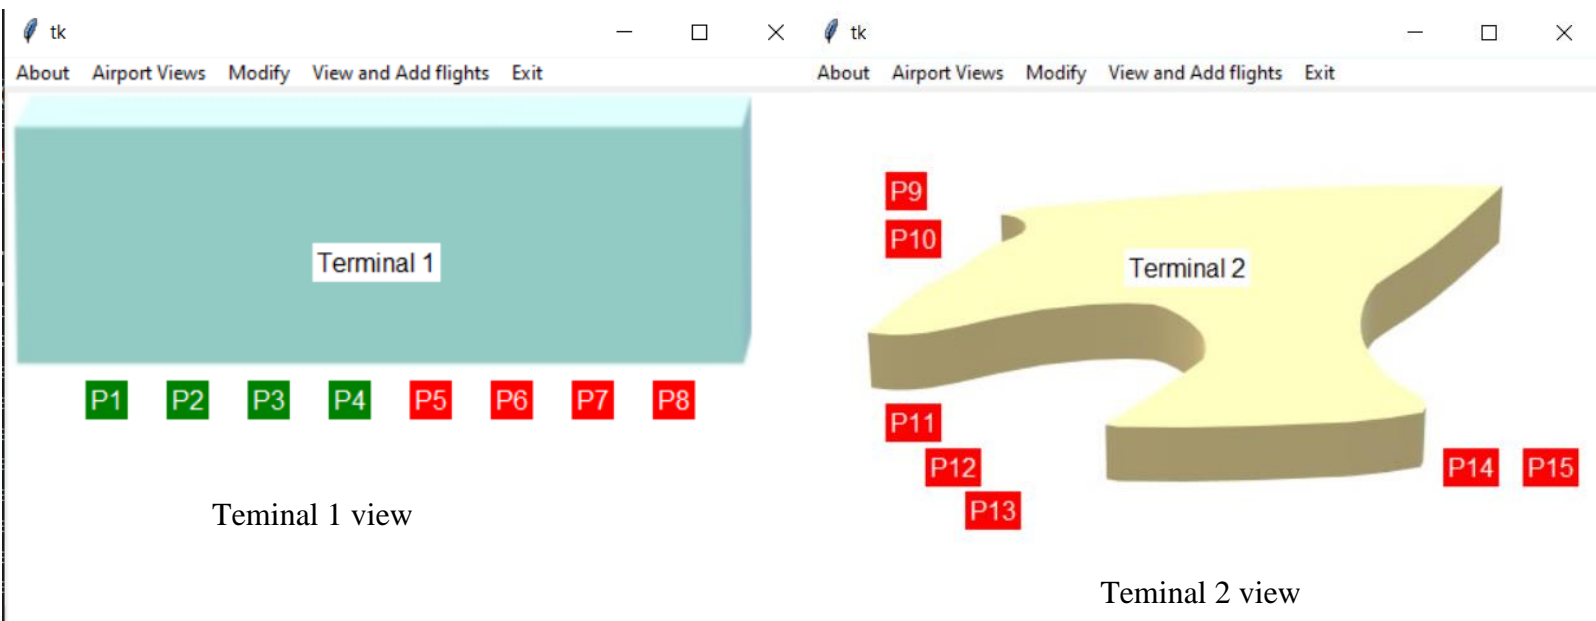 tk
About Airport Views Modify View and Add flights Exit
Terminal 1
P1 P2 P3 P4 P5 P6 P7 P8
Teminal 1 view
tk
About Airport Views Modify View and Add flights Exit
P9
P10
Terminal 2
P11
P12
P13
P14 P15
Teminal 2 view